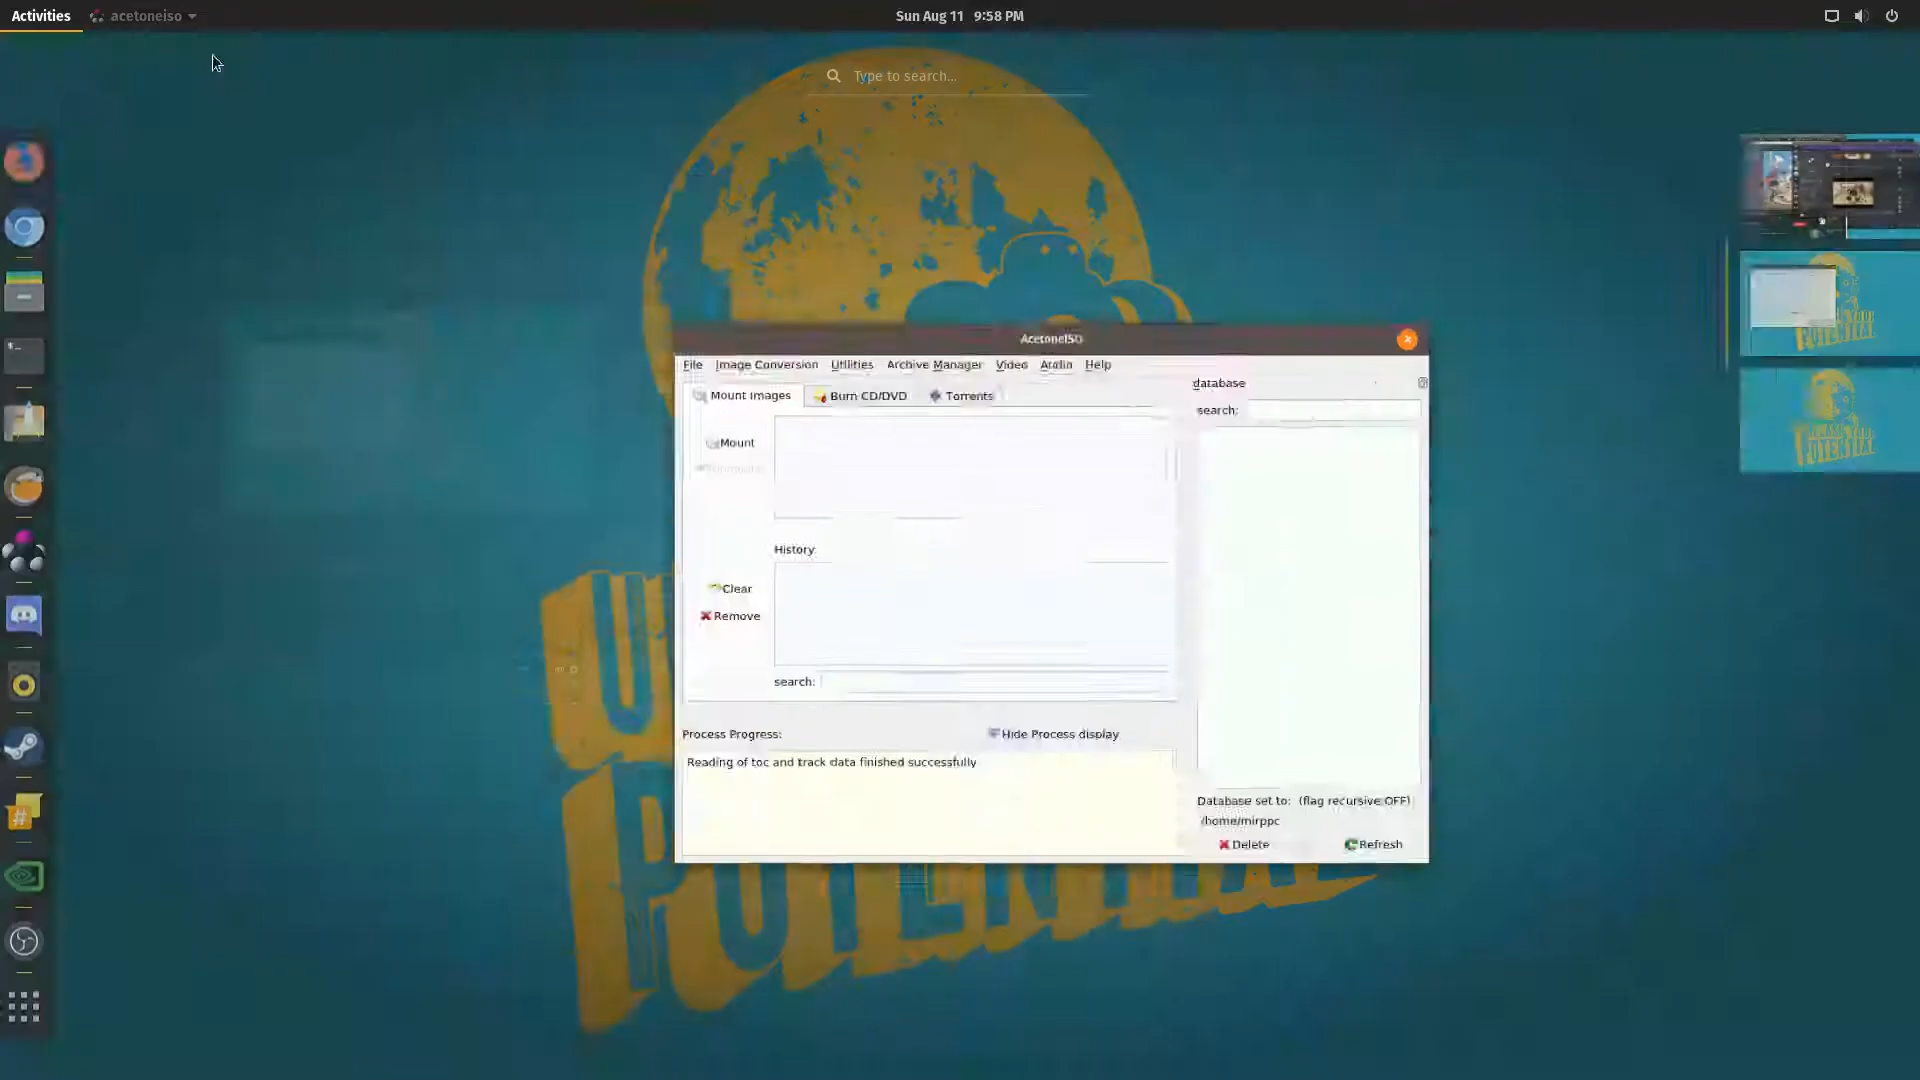 Activities
acetoneiso
Sun Aug 11 9:58 PM
Type to search...
AcetoneISO
File Image Conversion Utilities Archive Manager Video Audio Help
Mount Images Burn CD/DVD Torrents
Mount
History:
Clear
Remove
search:
Process Progress: Hide Process display
Reading of toc and track data finished successfully
database
search:
Database set to: (flag recursive:OFF)
/home/mirppc
Delete Refresh
POTENTIAL